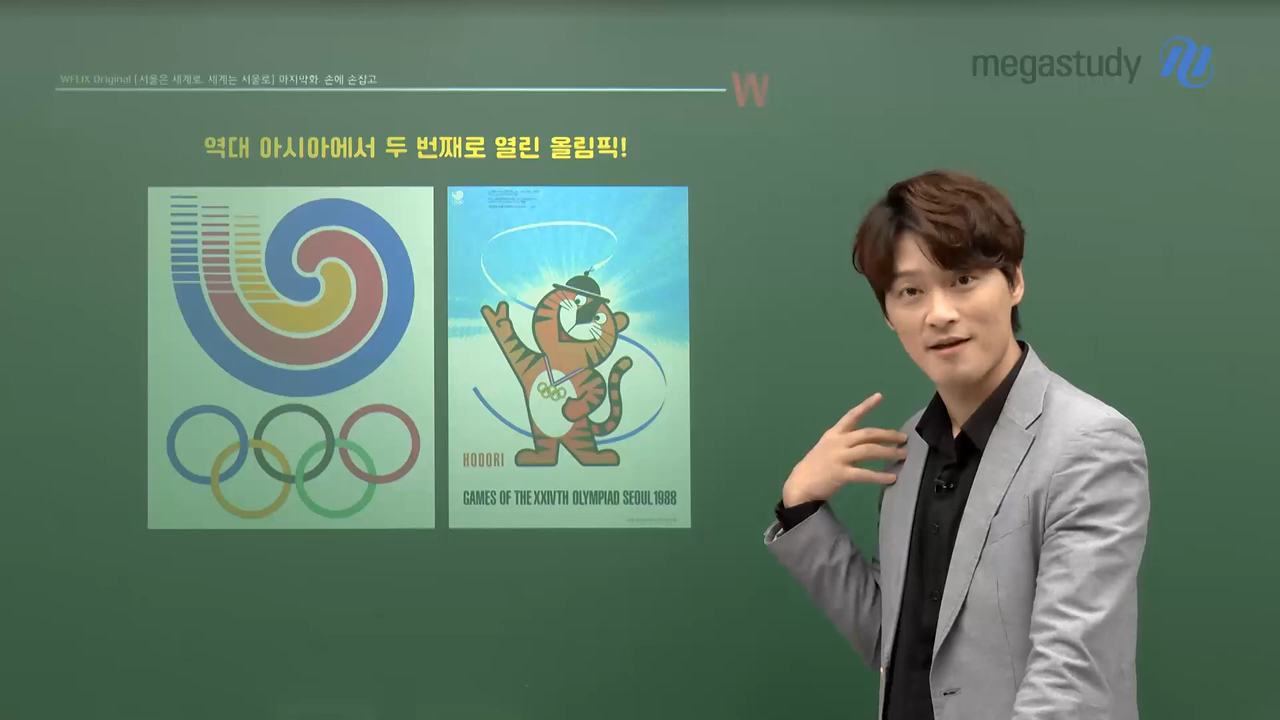 WFLIX Original [서울은 세계로, 세계는 서울로] 마지막화. 손에 손잡고
W
megastudy
역대 아시아에서 두 번째로 열린 올림픽!
HODORI
GAMES OF THE XXIVTH OLYMPIAD SEOUL 1988